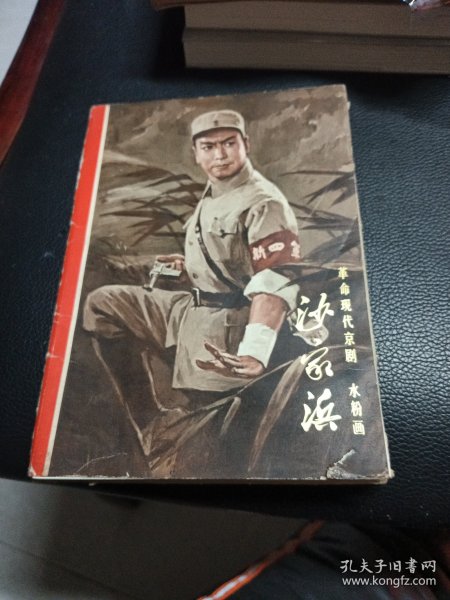 新四军
革命现代京剧
沙家浜
水粉画
孔夫子旧书网
www.kongfz.com